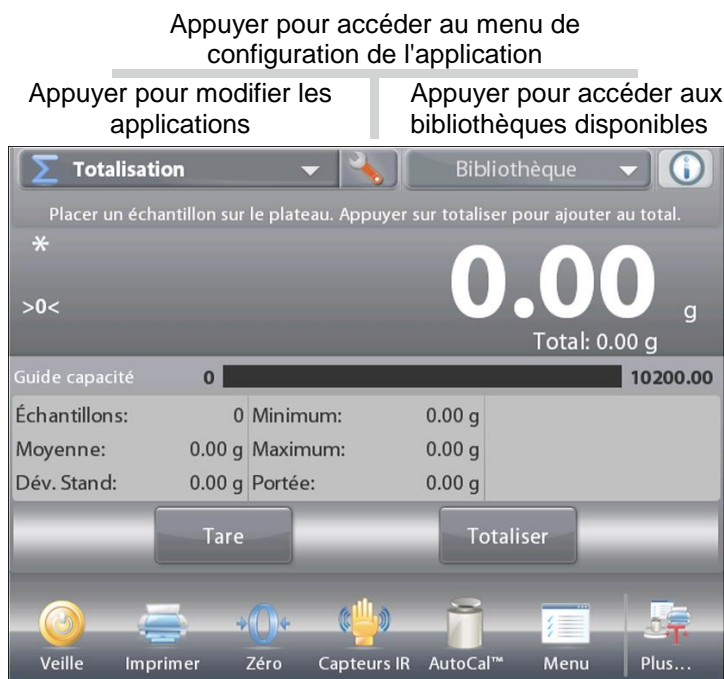 Appuyer pour accéder au menu de
configuration de l'application
Appuyer pour modifier les
applications
Appuyer pour accéder aux
bibliothèques disponibles
Totalisation
Bibliothèque
Placer un échantillon sur le plateau. Appuyer sur totaliser pour ajouter au total.
*
>0<
0.00 g
Total: 0.00 g
Guide capacité 0 10200.00
Échantillons: 0 Minimum: 0.00 g
Moyenne: 0.00 g Maximum: 0.00 g
Dév. Stand: 0.00 g Portée: 0.00 g
Tare Totaliser
Veille Imprimer Zéro Capteurs IR AutoCal™ Menu Plus...